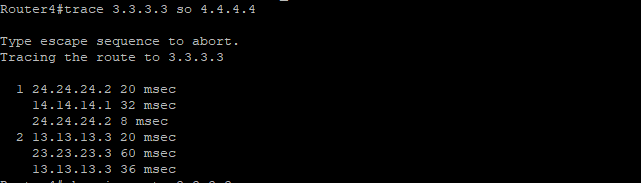 Router4#trace 3.3.3.3 so 4.4.4.4
Type escape sequence to abort.
Tracing the route to 3.3.3.3
1 24.24.24.2 20 msec
14.14.14.1 32 msec
24.24.24.2 8 msec
2 13.13.13.3 20 msec
23.23.23.3 60 msec
13.13.13.3 36 msec